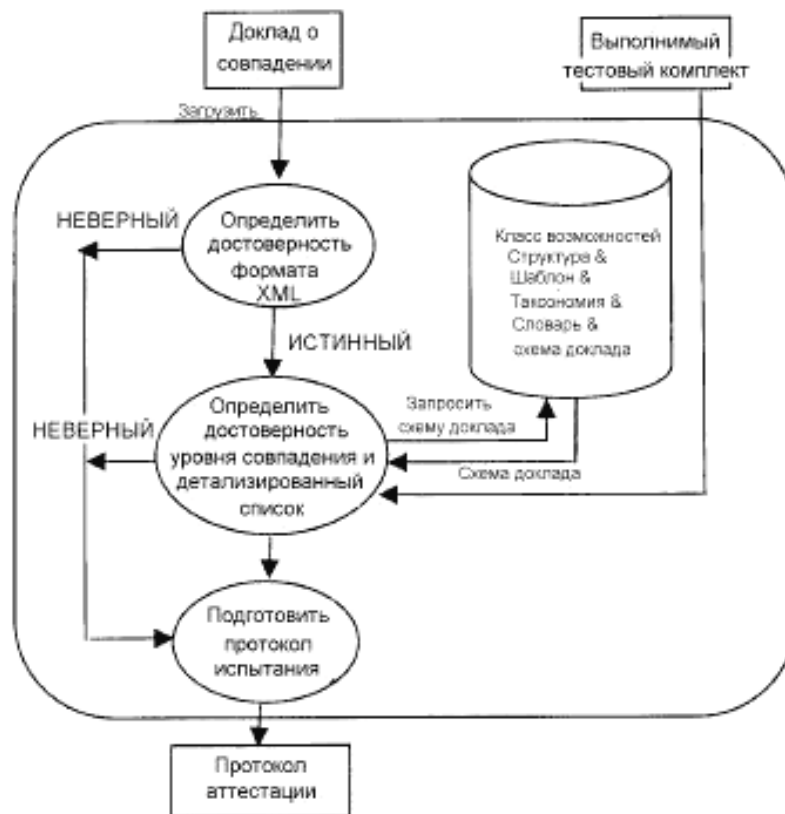 Доклад о
совпадении
Выполнимый
тестовый комплект
Загрузить
НЕВЕРНЫЙ
Определить
достоверность
формата
XML
Класс возможностей
Структура &
Шаблон &
Таксономия &
Словарь &
схема доклада
ИСТИННЫЙ
НЕВЕРНЫЙ
Определить
достоверность
уровня совпадения и
детализированный
список
Запросить
схему доклада
Схема доклада
Подготовить
протокол
испытания
Протокол
аттестации